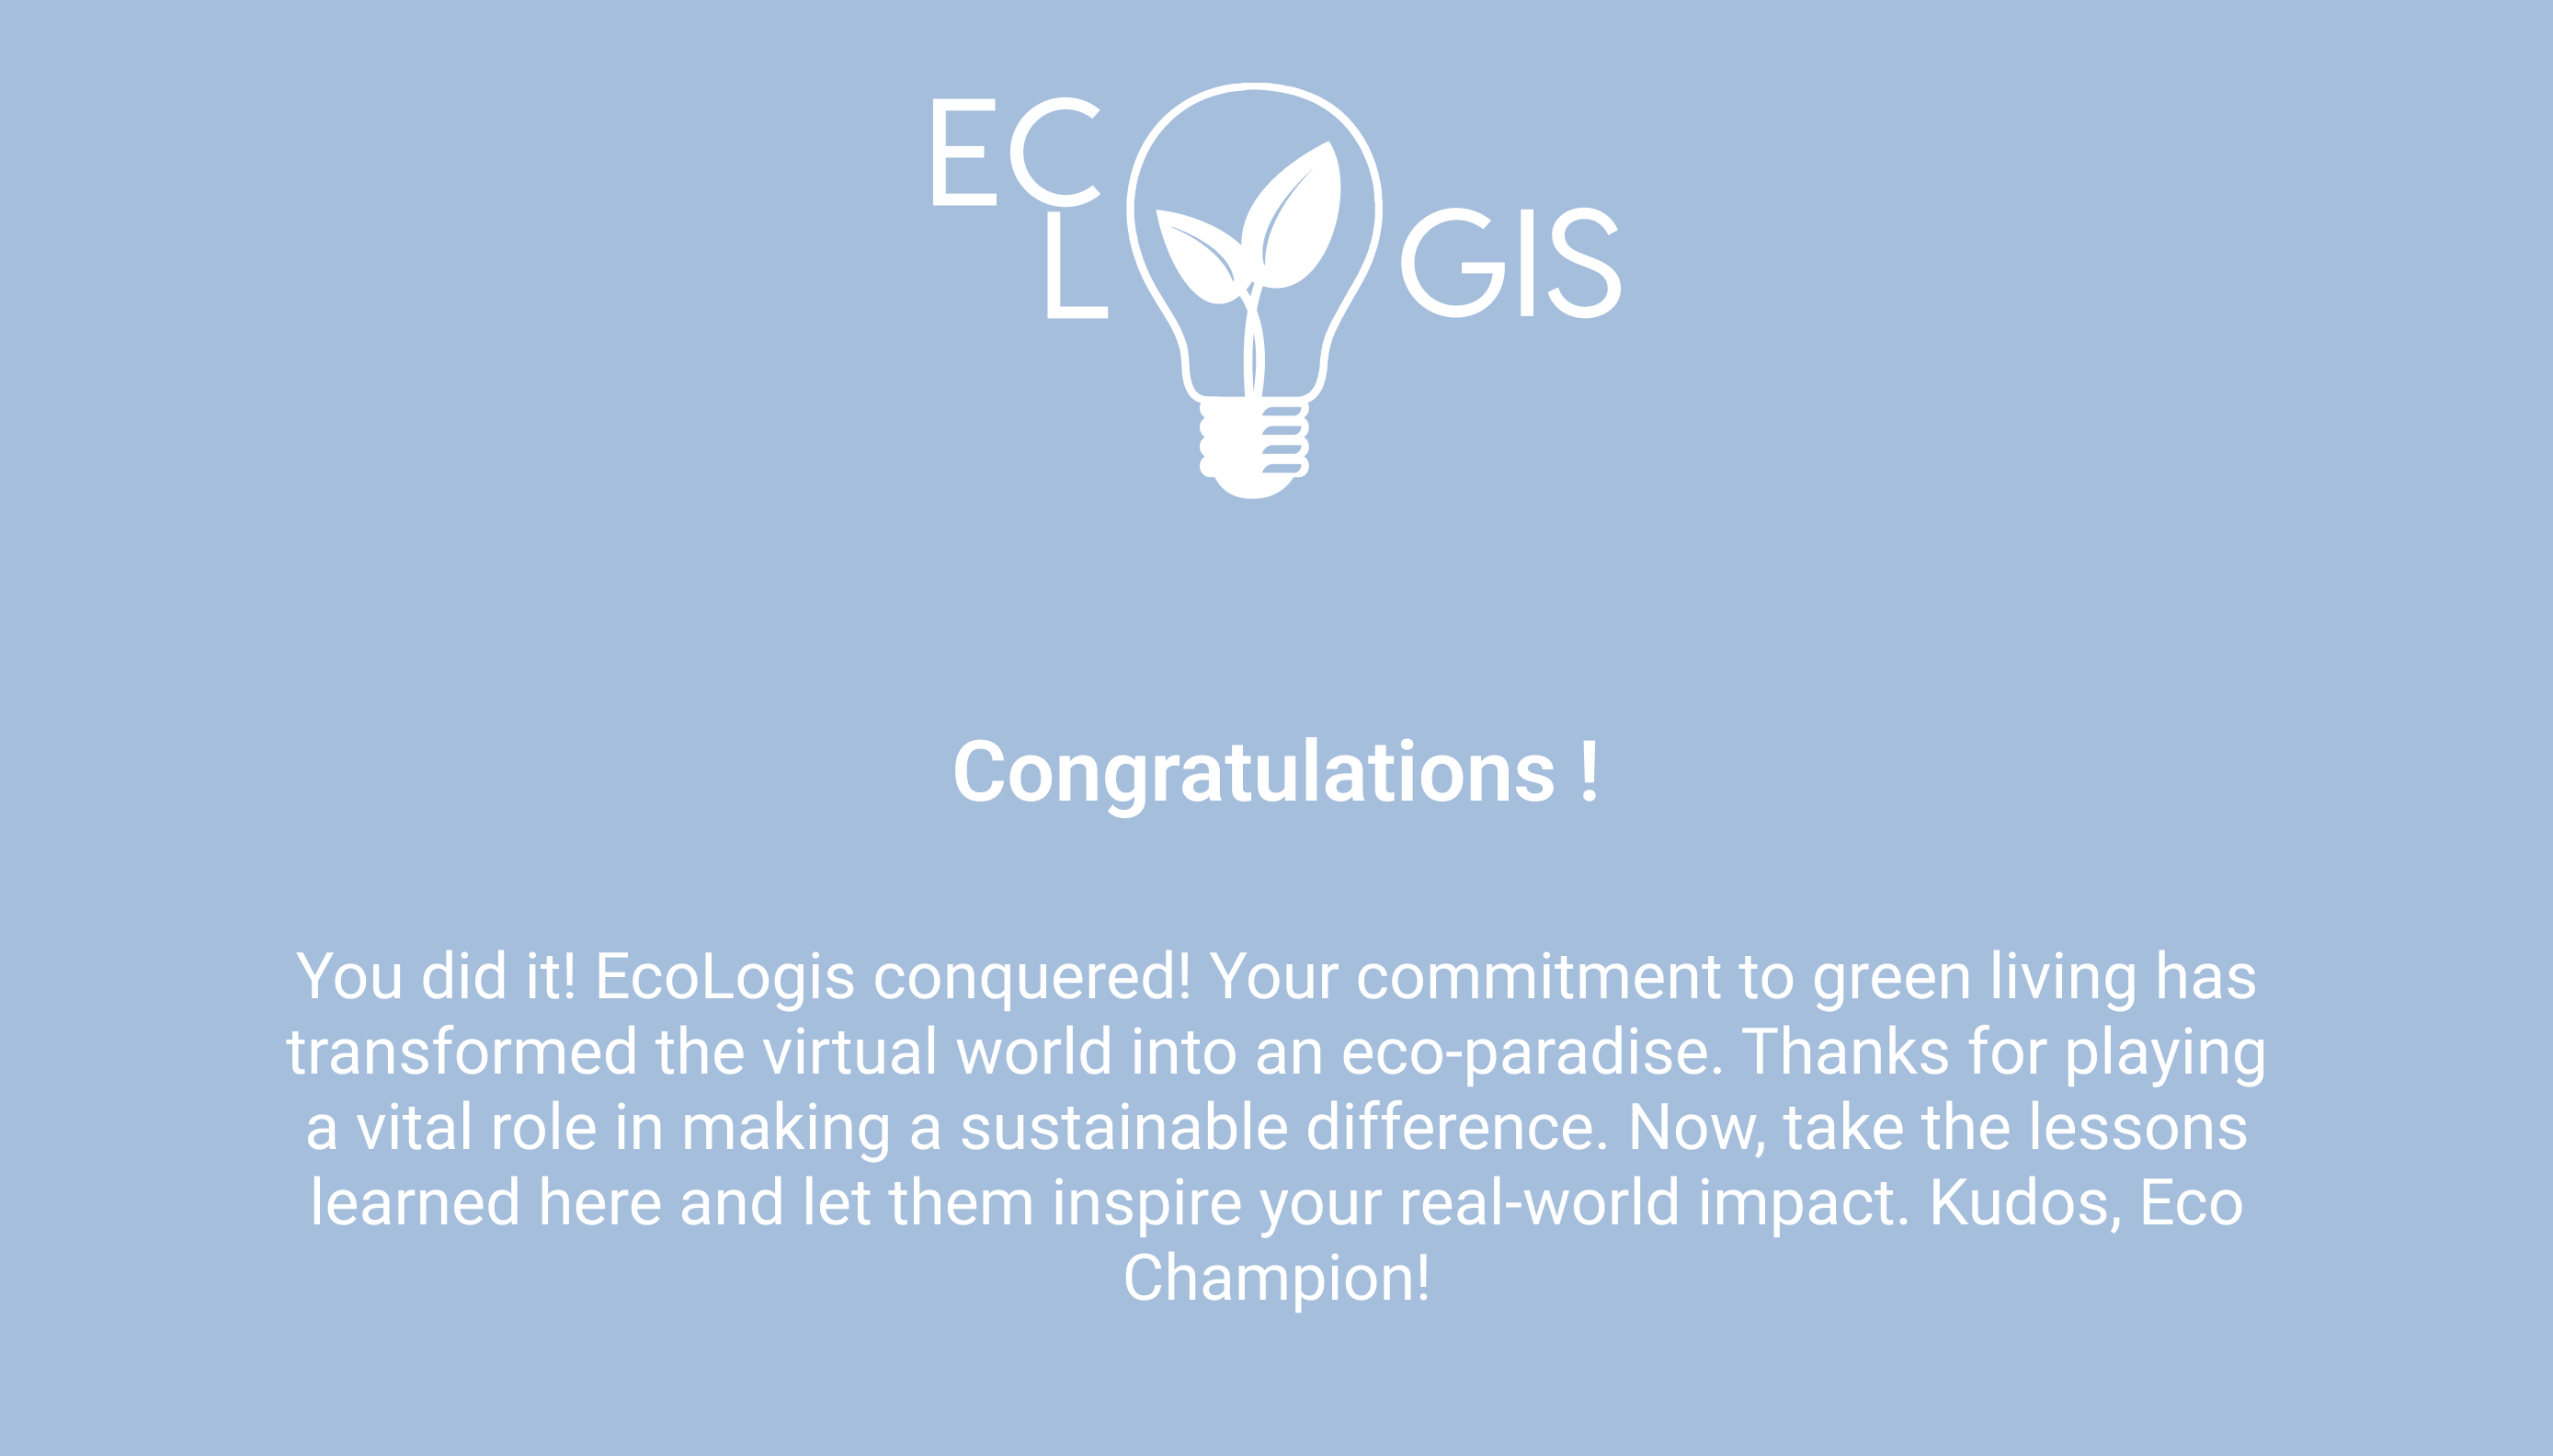 EC
L GIS
Congratulations !
You did it! EcoLogis conquered! Your commitment to green living has
transformed the virtual world into an eco-paradise. Thanks for playing
a vital role in making a sustainable difference. Now, take the lessons
learned here and let them inspire your real-world impact. Kudos, Eco
Champion!